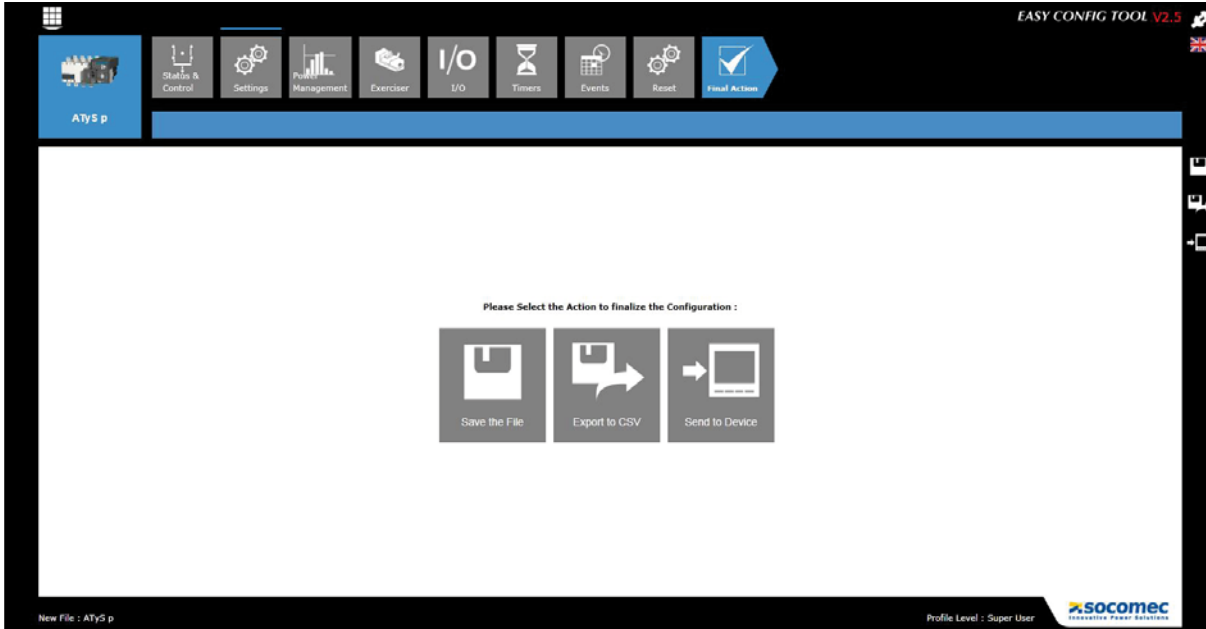 EASY CONFIG TOOL V2.5
Status &
Control
Settings
Power
Management
Exerciser
I/O
I/O
Timers
Events
Reset
Final Action
ATyS p
Please Select the Action to finalize the Configuration :
Save the File
Export to CSV
Send to Device
New File : ATyS p
Profile Level : Super User
socomec
Innovative Power Solutions